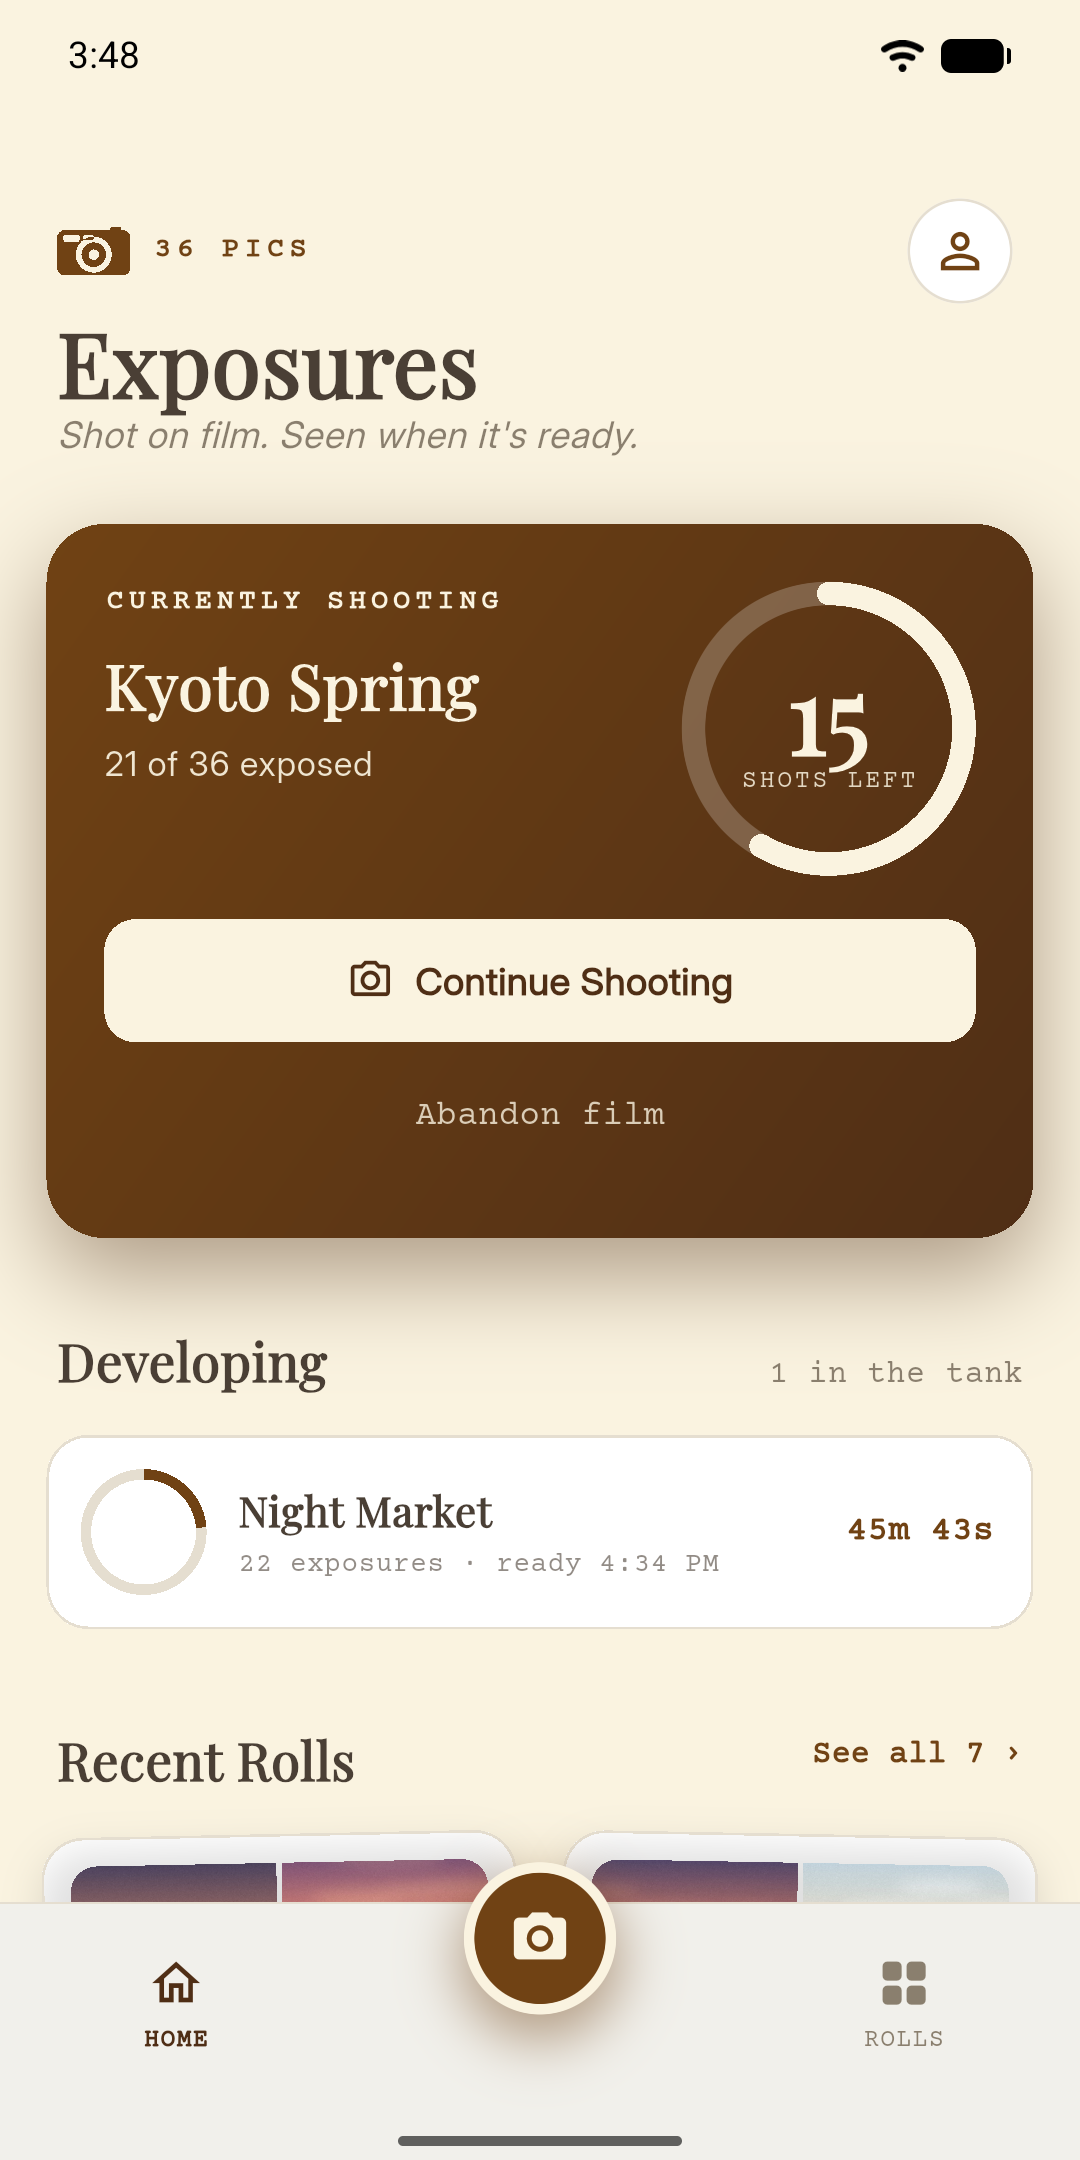 3:48
36 PICS
Exposures
Shot on film. Seen when it's ready.
CURRENTLY SHOOTING
Kyoto Spring
21 of 36 exposed
15
SHOTS LEFT
Continue Shooting
Abandon film
Developing
1 in the tank
Night Market
22 exposures · ready 4:34 PM
45m 43s
Recent Rolls
See all 7 ›
HOME
ROLLS